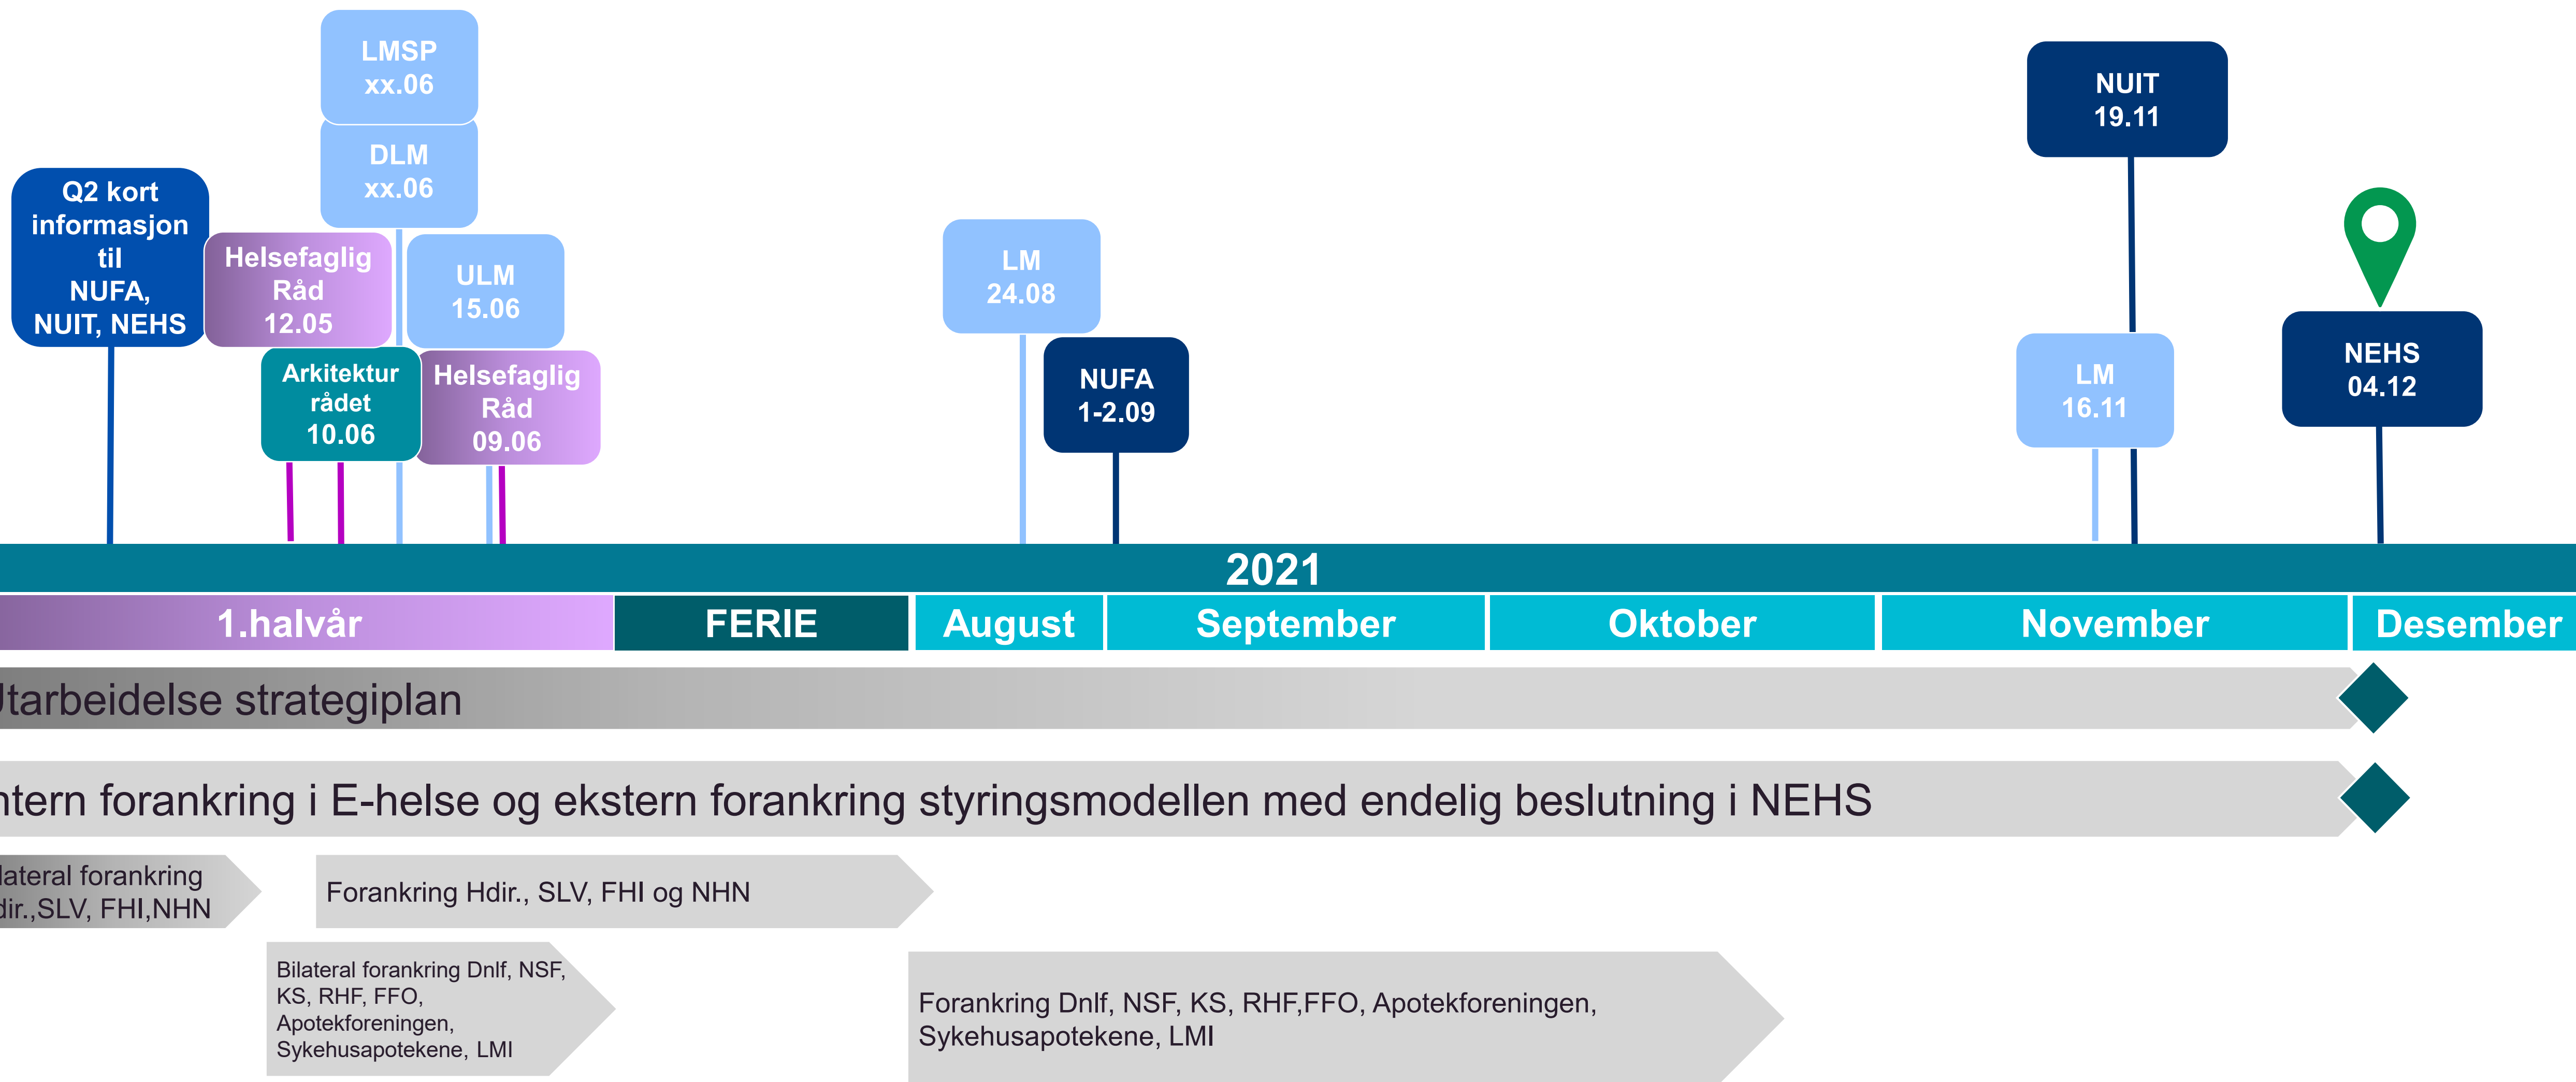 LMSP
xx.06
DLM
xx.06
Q2 kort
informasjon
til
NUFA,
NUIT, NEHS
Helsefaglig
Råd
12.05
ULM
15.06
Arkitektur
rådet
10.06
Helsefaglig
Råd
09.06
LM
24.08
NUFA
1-2.09
NUIT
19.11
LM
16.11
NEHS
04.12
2021
1.halvår
FERIE
August
September
Oktober
November
Desember
Utarbeidelse strategiplan
ntern forankring i E-helse og ekstern forankring styringsmodellen med endelig beslutning i NEHS
lateral forankring
dir.,SLV, FHI,NHN
Forankring Hdir., SLV, FHI og NHN
Bilateral forankring Dnlf, NSF,
KS, RHF, FFO,
Apotekforeningen,
Sykehusapotekene, LMI
Forankring Dnlf, NSF, KS, RHF,FFO, Apotekforeningen,
Sykehusapotekene, LMI